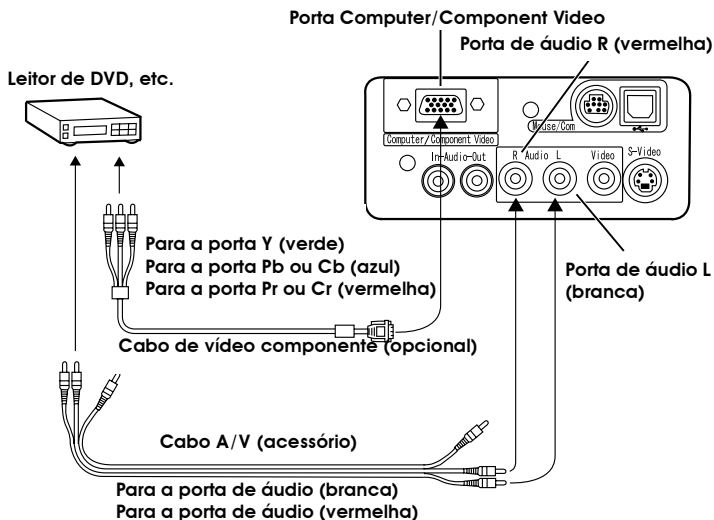 Porta Computer/Component Video
Porta de áudio R (vermelha)
Leitor de DVD, etc.
Mouse/Com
Computer/Component Video
In-Audio-Out
R Audio L
Video
S-Video
Para a porta Y (verde)
Para a porta Pb ou Cb (azul)
Para a porta Pr ou Cr (vermelha)
Porta de áudio L
(branca)
Cabo de vídeo componente (opcional)
Cabo A/V (acessório)
Para a porta de áudio (branca)
Para a porta de áudio (vermelha)